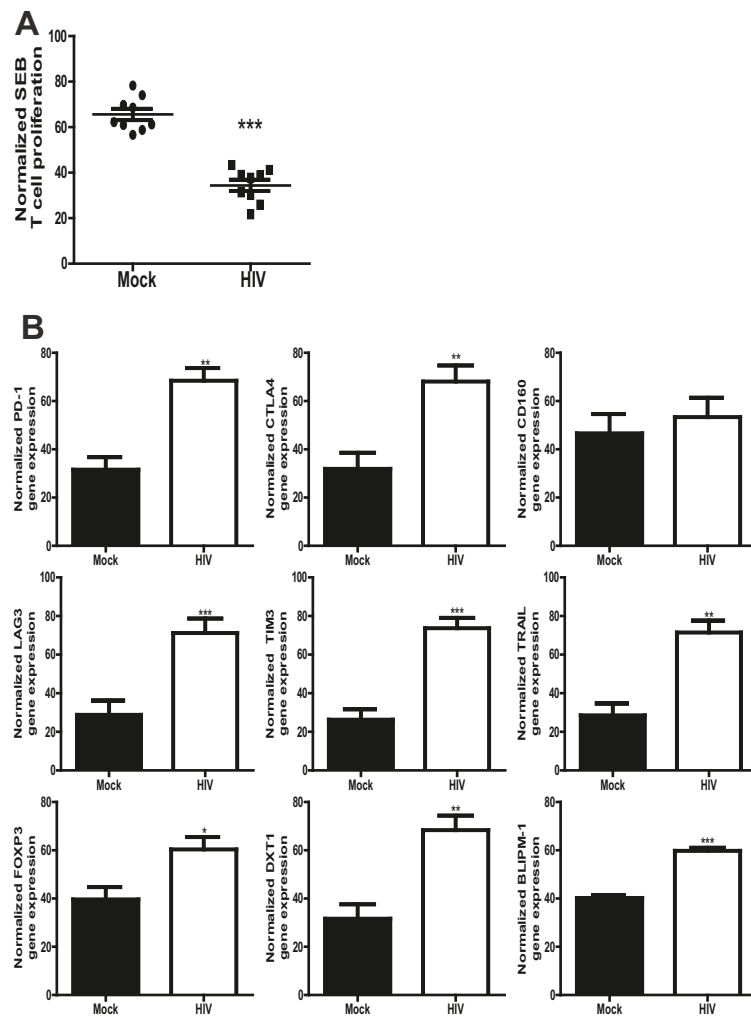 A
Normalized SEB
T cell proliferation
100
80
60
40
20
0
***
Mock HIV
B
Normalized PD-1
gene expression
80
60
40
20
0
**
Mock HIV
Normalized CTLA4
gene expression
80
60
40
20
0
**
Mock HIV
Normalized CD160
gene expression
80
60
40
20
0
Mock HIV
Normalized LAG3
gene expression
100
80
60
40
20
0
***
Mock HIV
Normalized TIM3
gene expression
100
80
60
40
20
0
***
Mock HIV
Normalized TRAIL
gene expression
100
80
60
40
20
0
**
Mock HIV
Normalized FOXP3
gene expression
80
60
40
20
0
*
Mock HIV
Normalized DXT1
gene expression
80
60
40
20
0
**
Mock HIV
Normalized BLIPM-1
gene expression
80
60
40
20
0
***
Mock HIV